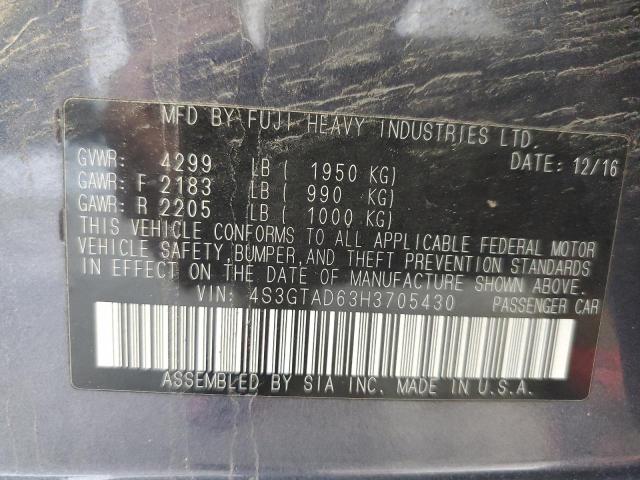 MFD BY FUJI HEAVY INDUSTRIES LTD.
GVWR: 4299 LB ( 1950 KG) DATE: 12/16
GAWR: F 2183 LB ( 990 KG)
GAWR: R 2205 LB ( 1000 KG)
THIS VEHICLE CONFORMS TO ALL APPLICABLE FEDERAL MOTOR
VEHICLE SAFETY, BUMPER, AND THEFT PREVENTION STANDARDS
IN EFFECT ON THE DATE OF MANUFACTURE SHOWN ABOVE.
VIN: 4S3GTAD63H3705430 PASSENGER CAR
ASSEMBLED BY SIA INC. MADE IN U.S.A.